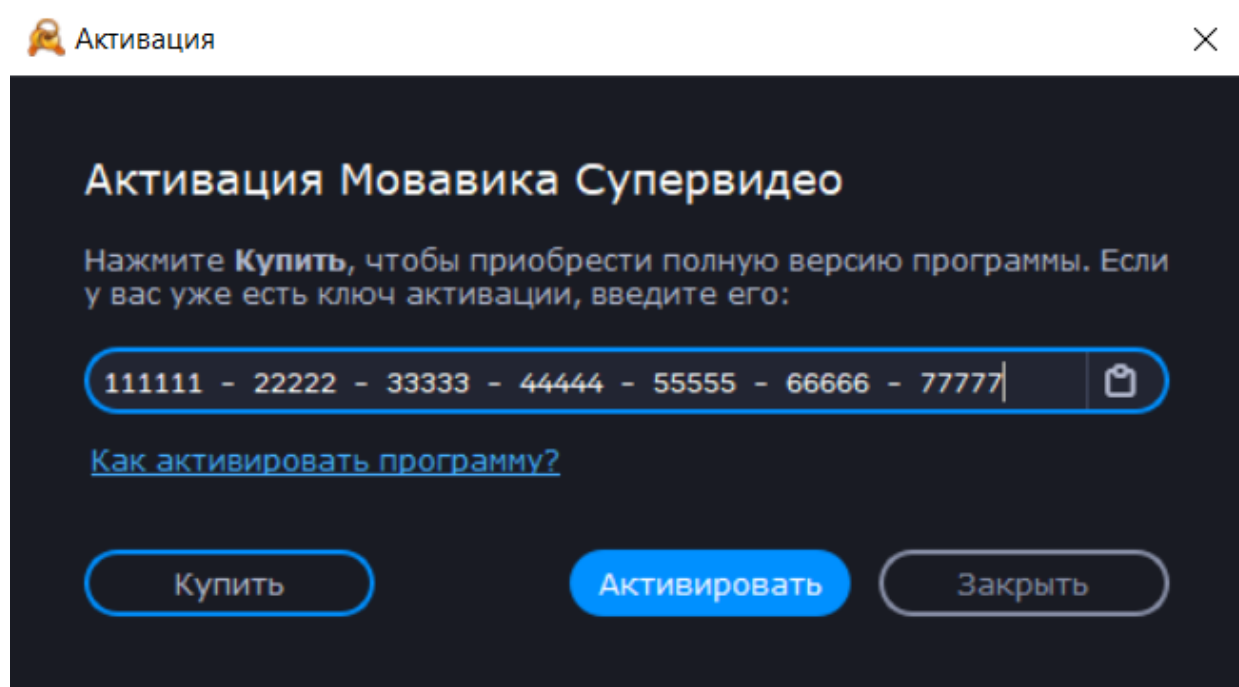 Активация
Активация Мовавика Супервидео
Нажмите Купить, чтобы приобрести полную версию программы. Если
у вас уже есть ключ активации, введите его:
111111 - 22222 - 33333 - 44444 - 55555 - 66666 - 77777
Как активировать программу?
Купить Активировать Закрыть